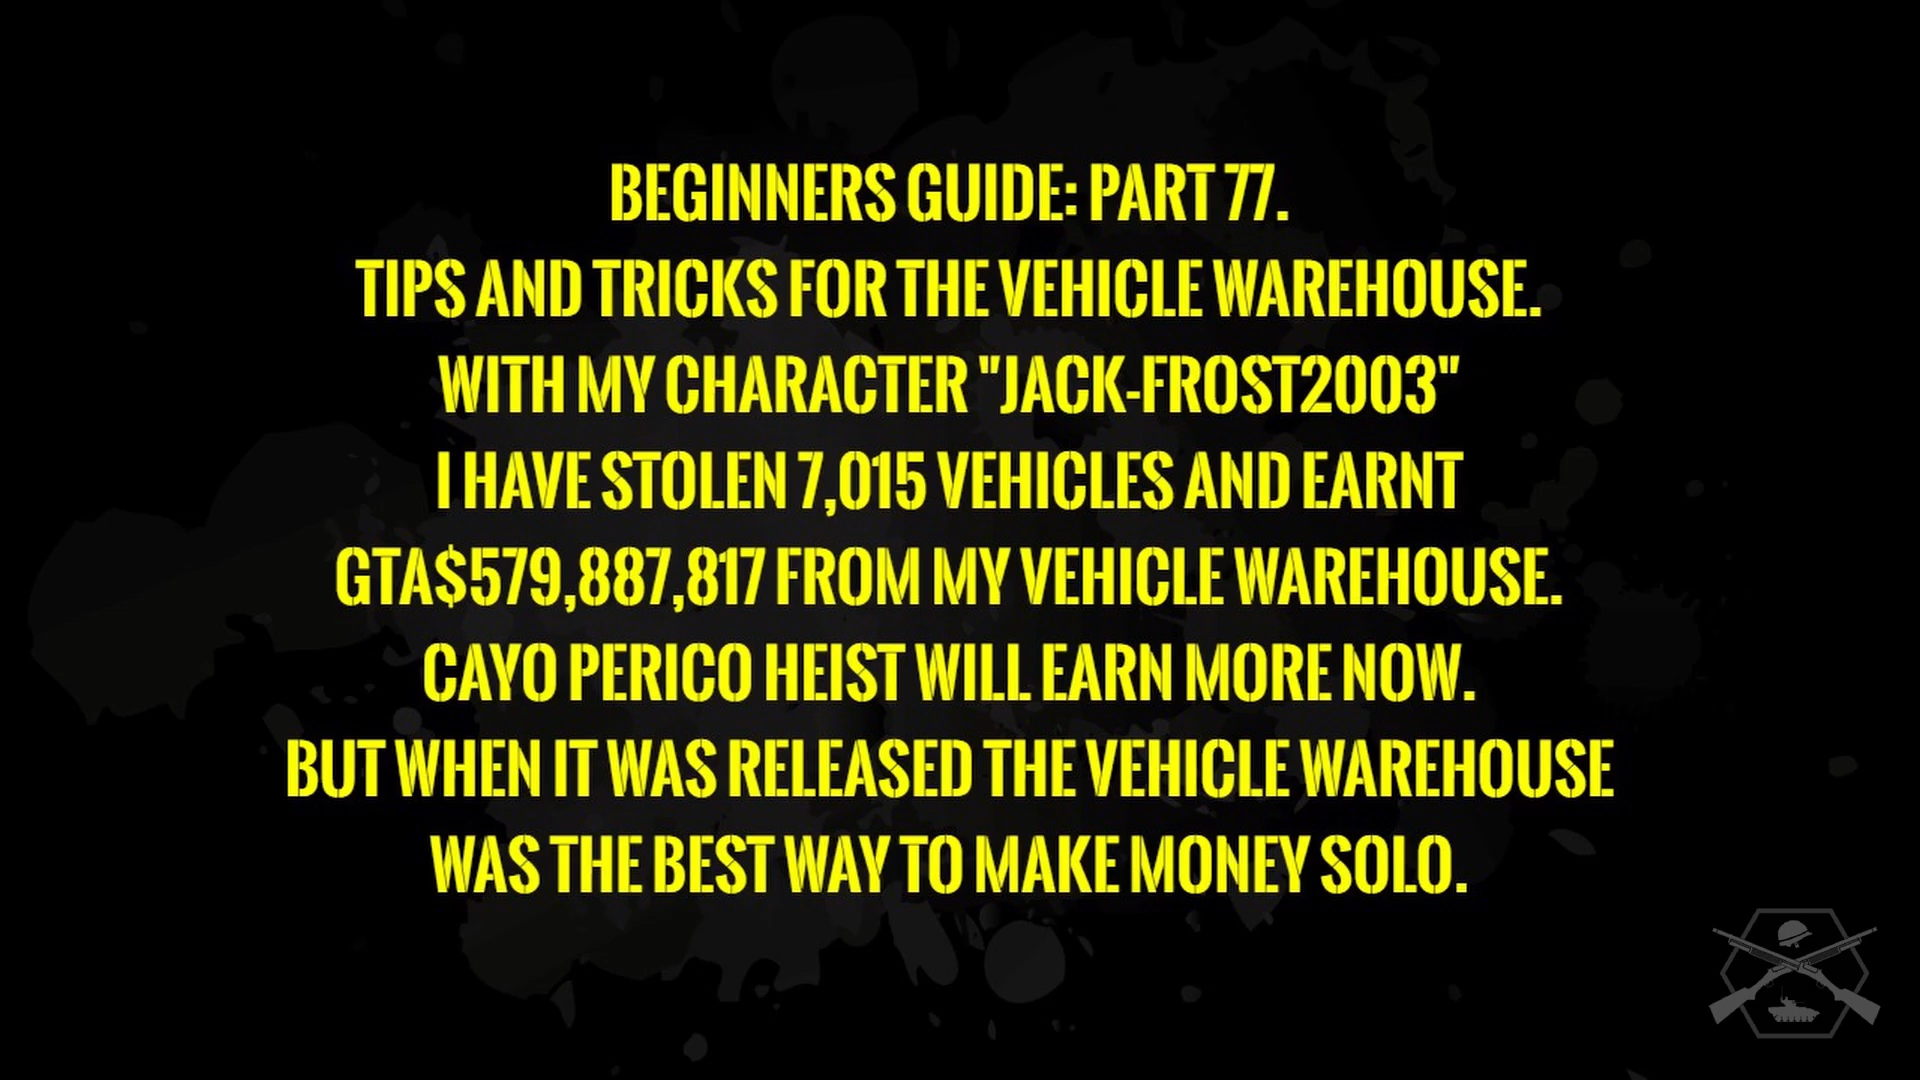 BEGINNERS GUIDE: PART 77.
TIPS AND TRICKS FOR THE VEHICLE WAREHOUSE.
WITH MY CHARACTER "JACK-FROST2003"
I HAVE STOLEN 7,015 VEHICLES AND EARNT
GTA$579,887,817 FROM MY VEHICLE WAREHOUSE.
CAYO PERICO HEIST WILL EARN MORE NOW.
BUT WHEN IT WAS RELEASED THE VEHICLE WAREHOUSE
WAS THE BEST WAY TO MAKE MONEY SOLO.